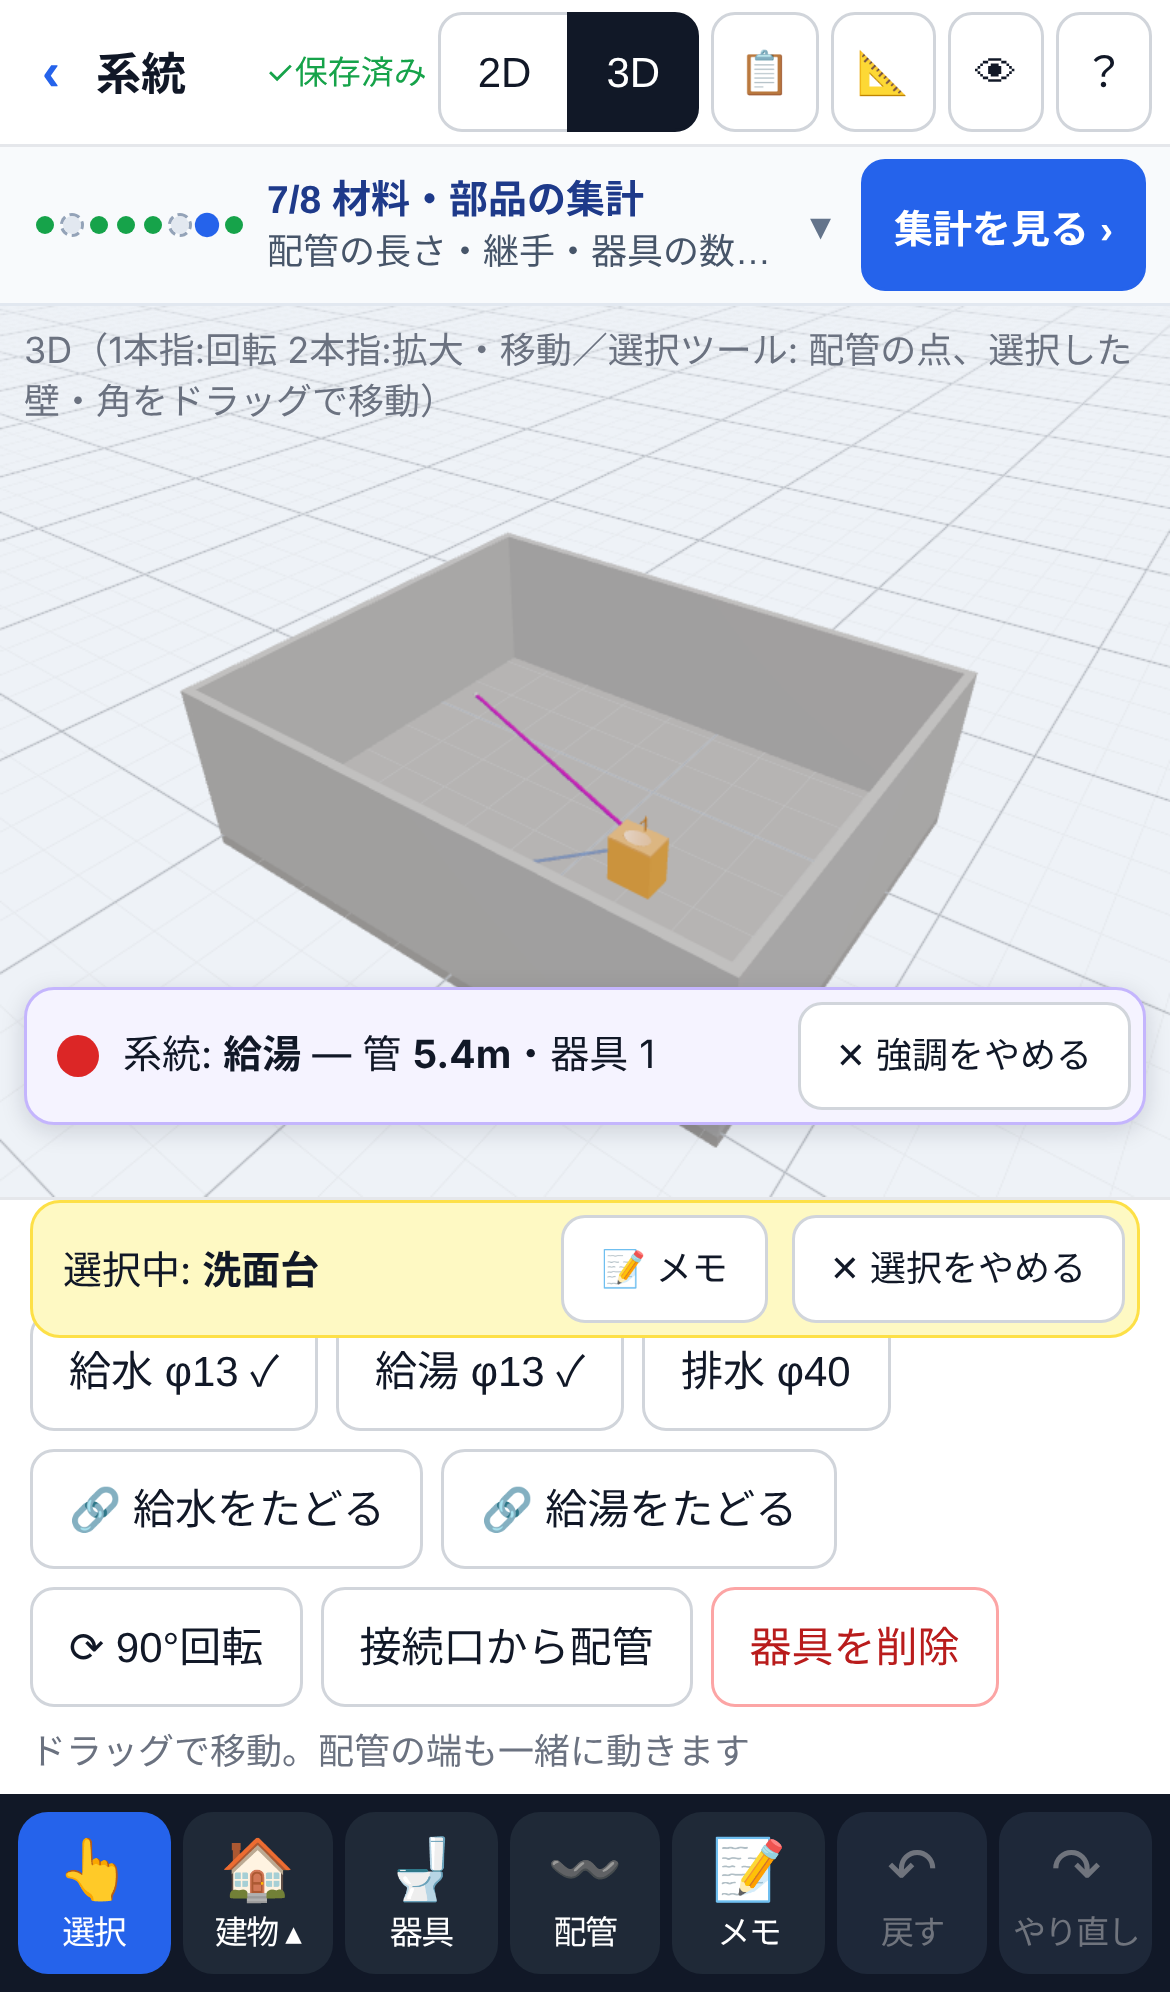 ‹ 系統 ✓保存済み 2D 3D ?
7/8 材料・部品の集計
配管の長さ・継手・器具の数…
▼
集計を見る ›
3D（1本指:回転 2本指:拡大・移動／選択ツール: 配管の点、選択した
壁・角をドラッグで移動）
系統: 給湯 — 管 5.4m・器具 1
✕ 強調をやめる
選択中: 洗面台
メモ
✕ 選択をやめる
給水 φ13 ✓
給湯 φ13 ✓
排水 φ40
給水をたどる
給湯をたどる
⟳ 90°回転
接続口から配管
器具を削除
ドラッグで移動。配管の端も一緒に動きます
選択
建物 ▴
器具
配管
メモ
戻す
やり直し